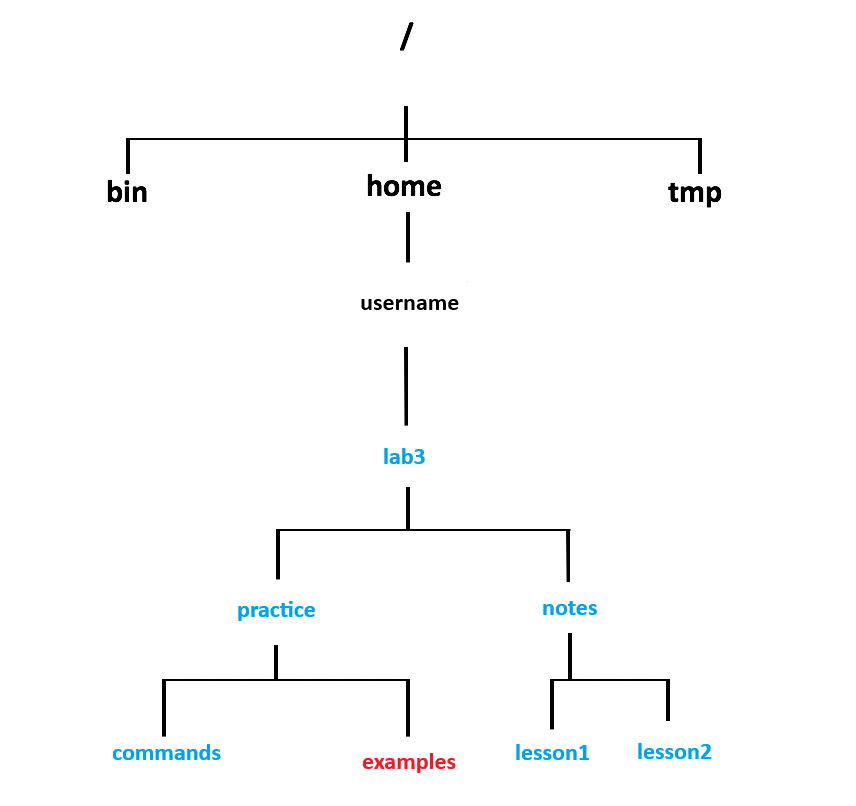 /
bin home tmp
username
lab3
practice notes
commands examples lesson1 lesson2